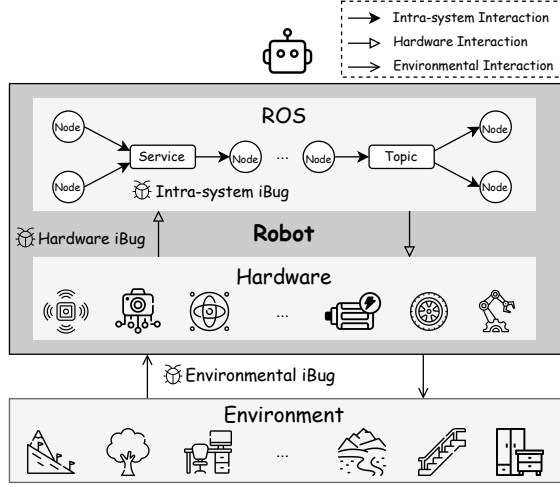 Intra-system Interaction
Hardware Interaction
Environmental Interaction
ROS
Node
Node
Node
Service
Node
...
Node
Topic
Node
Intra-system iBug
Hardware iBug
Robot
Hardware
...
Environmental iBug
Environment
...